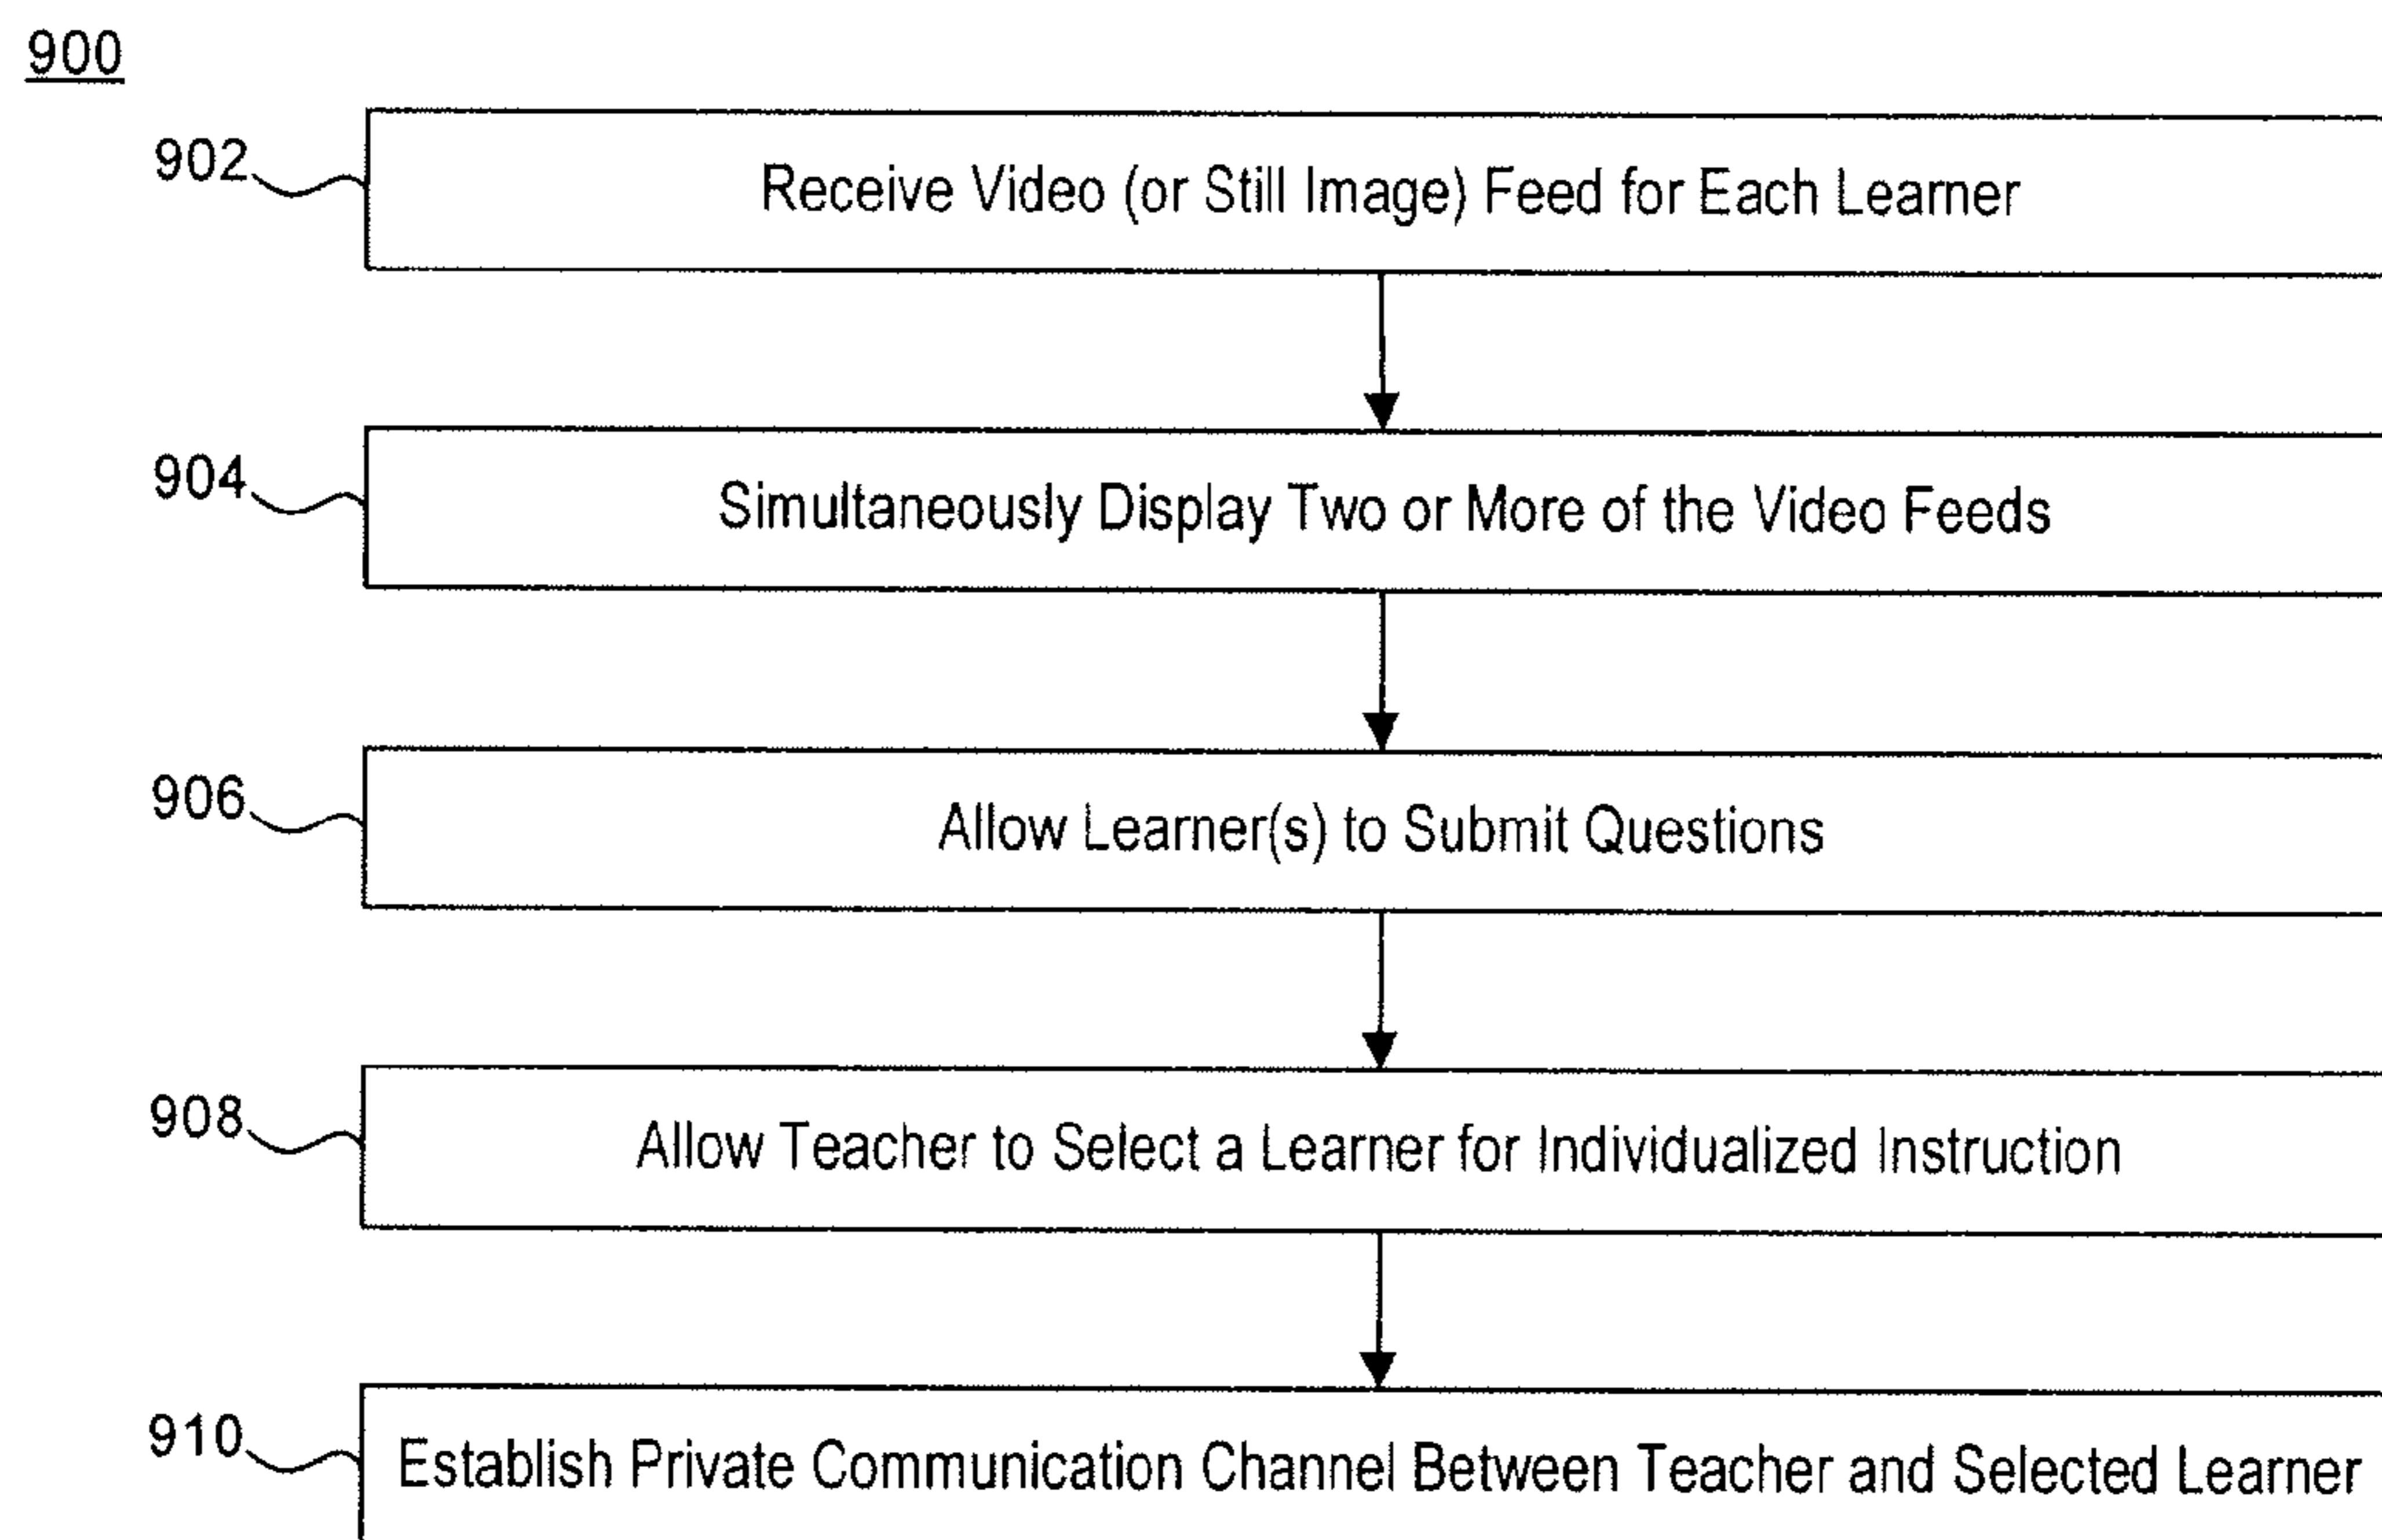 900
902 Receive Video (or Still Image) Feed for Each Learner
904 Simultaneously Display Two or More of the Video Feeds
906 Allow Learner(s) to Submit Questions
908 Allow Teacher to Select a Learner for Individualized Instruction
910 Establish Private Communication Channel Between Teacher and Selected Learner